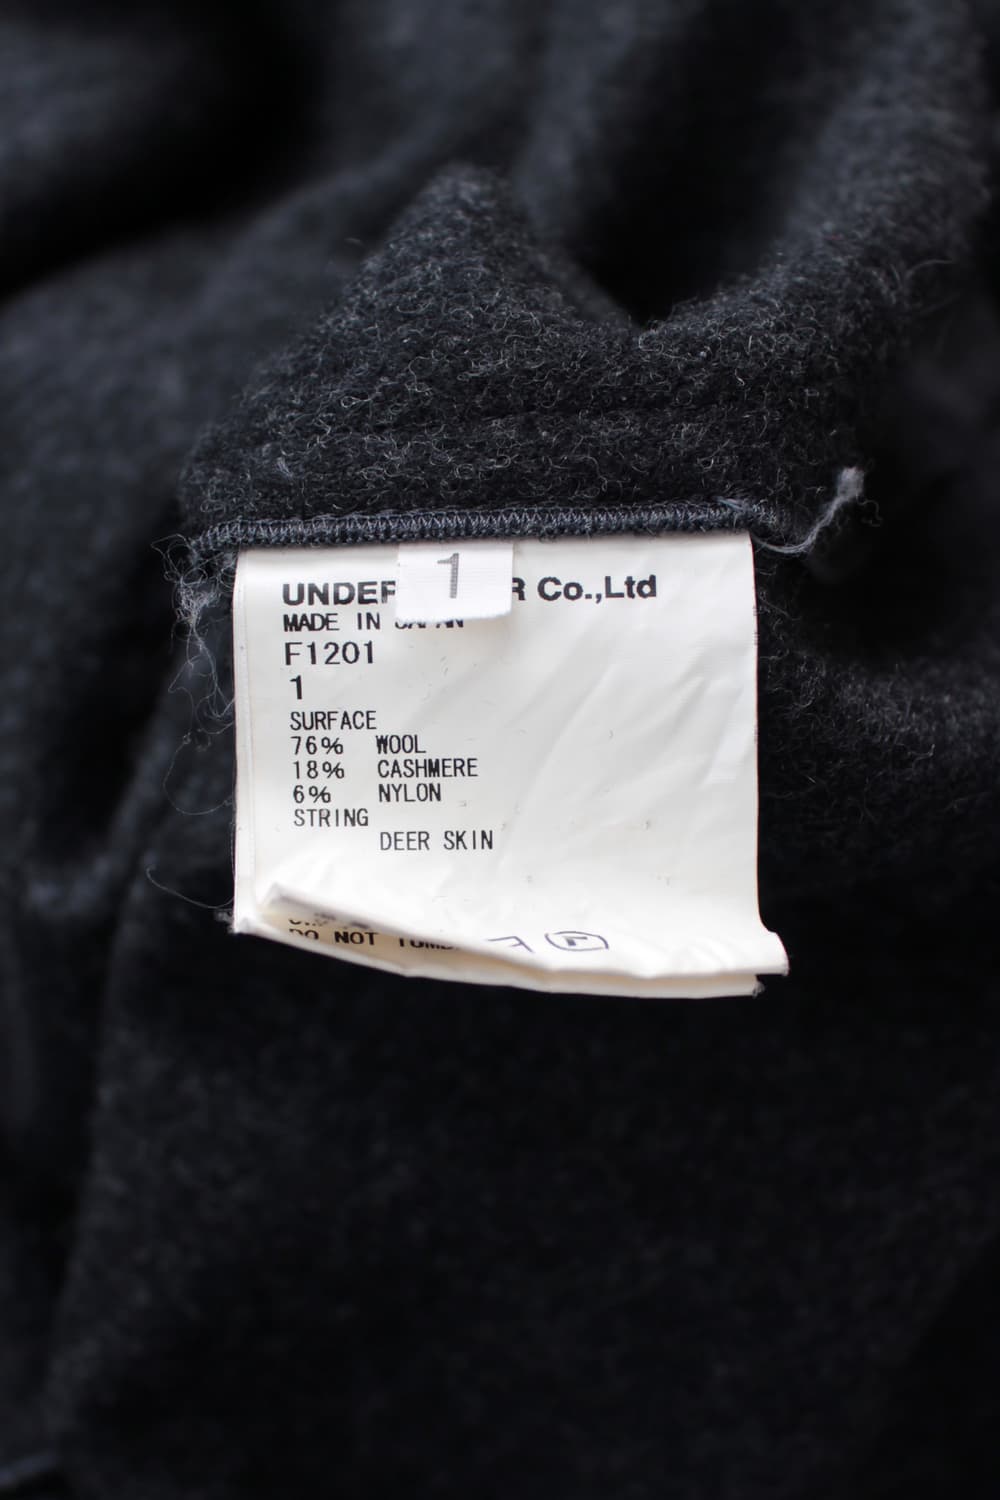 1
UNDER R Co.,Ltd
MADE IN JAPAN
F1201
1
SURFACE
76% WOOL
18% CASHMERE
6% NYLON
STRING
DEER SKIN
DO NOT